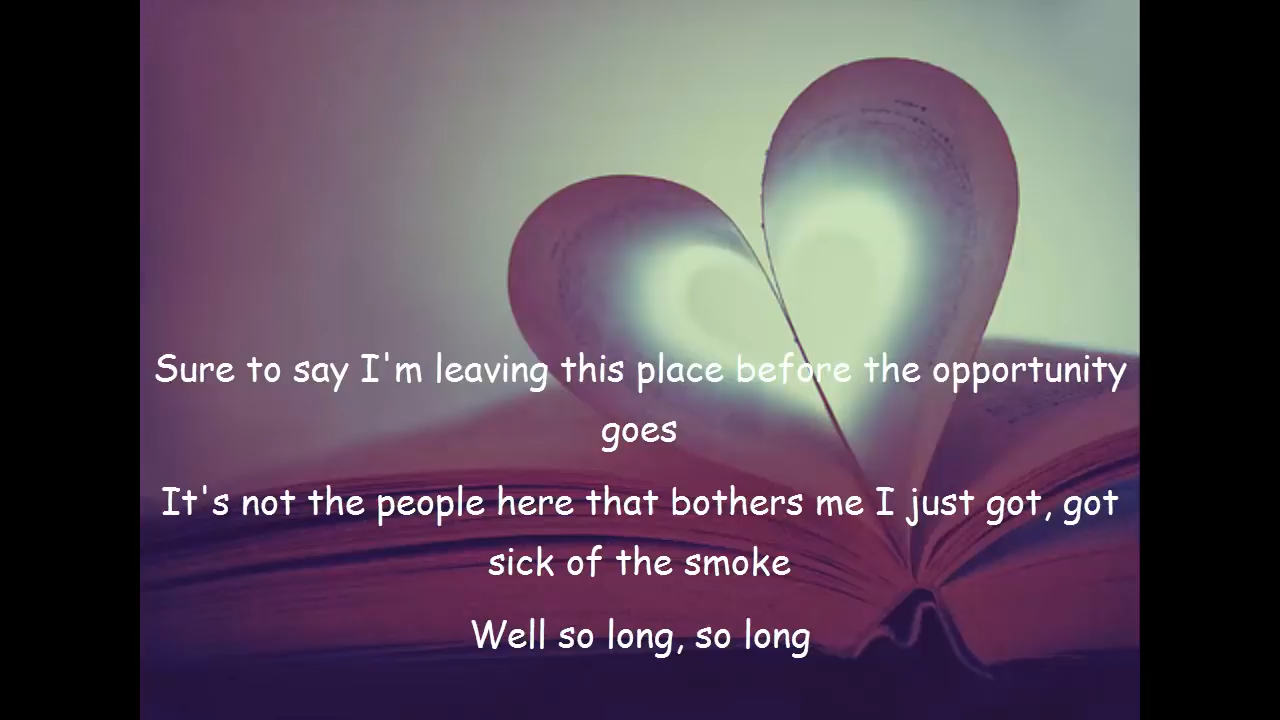 Sure to say I'm leaving this place before the opportunity
goes
It's not the people here that bothers me I just got, got
sick of the smoke
Well so long, so long